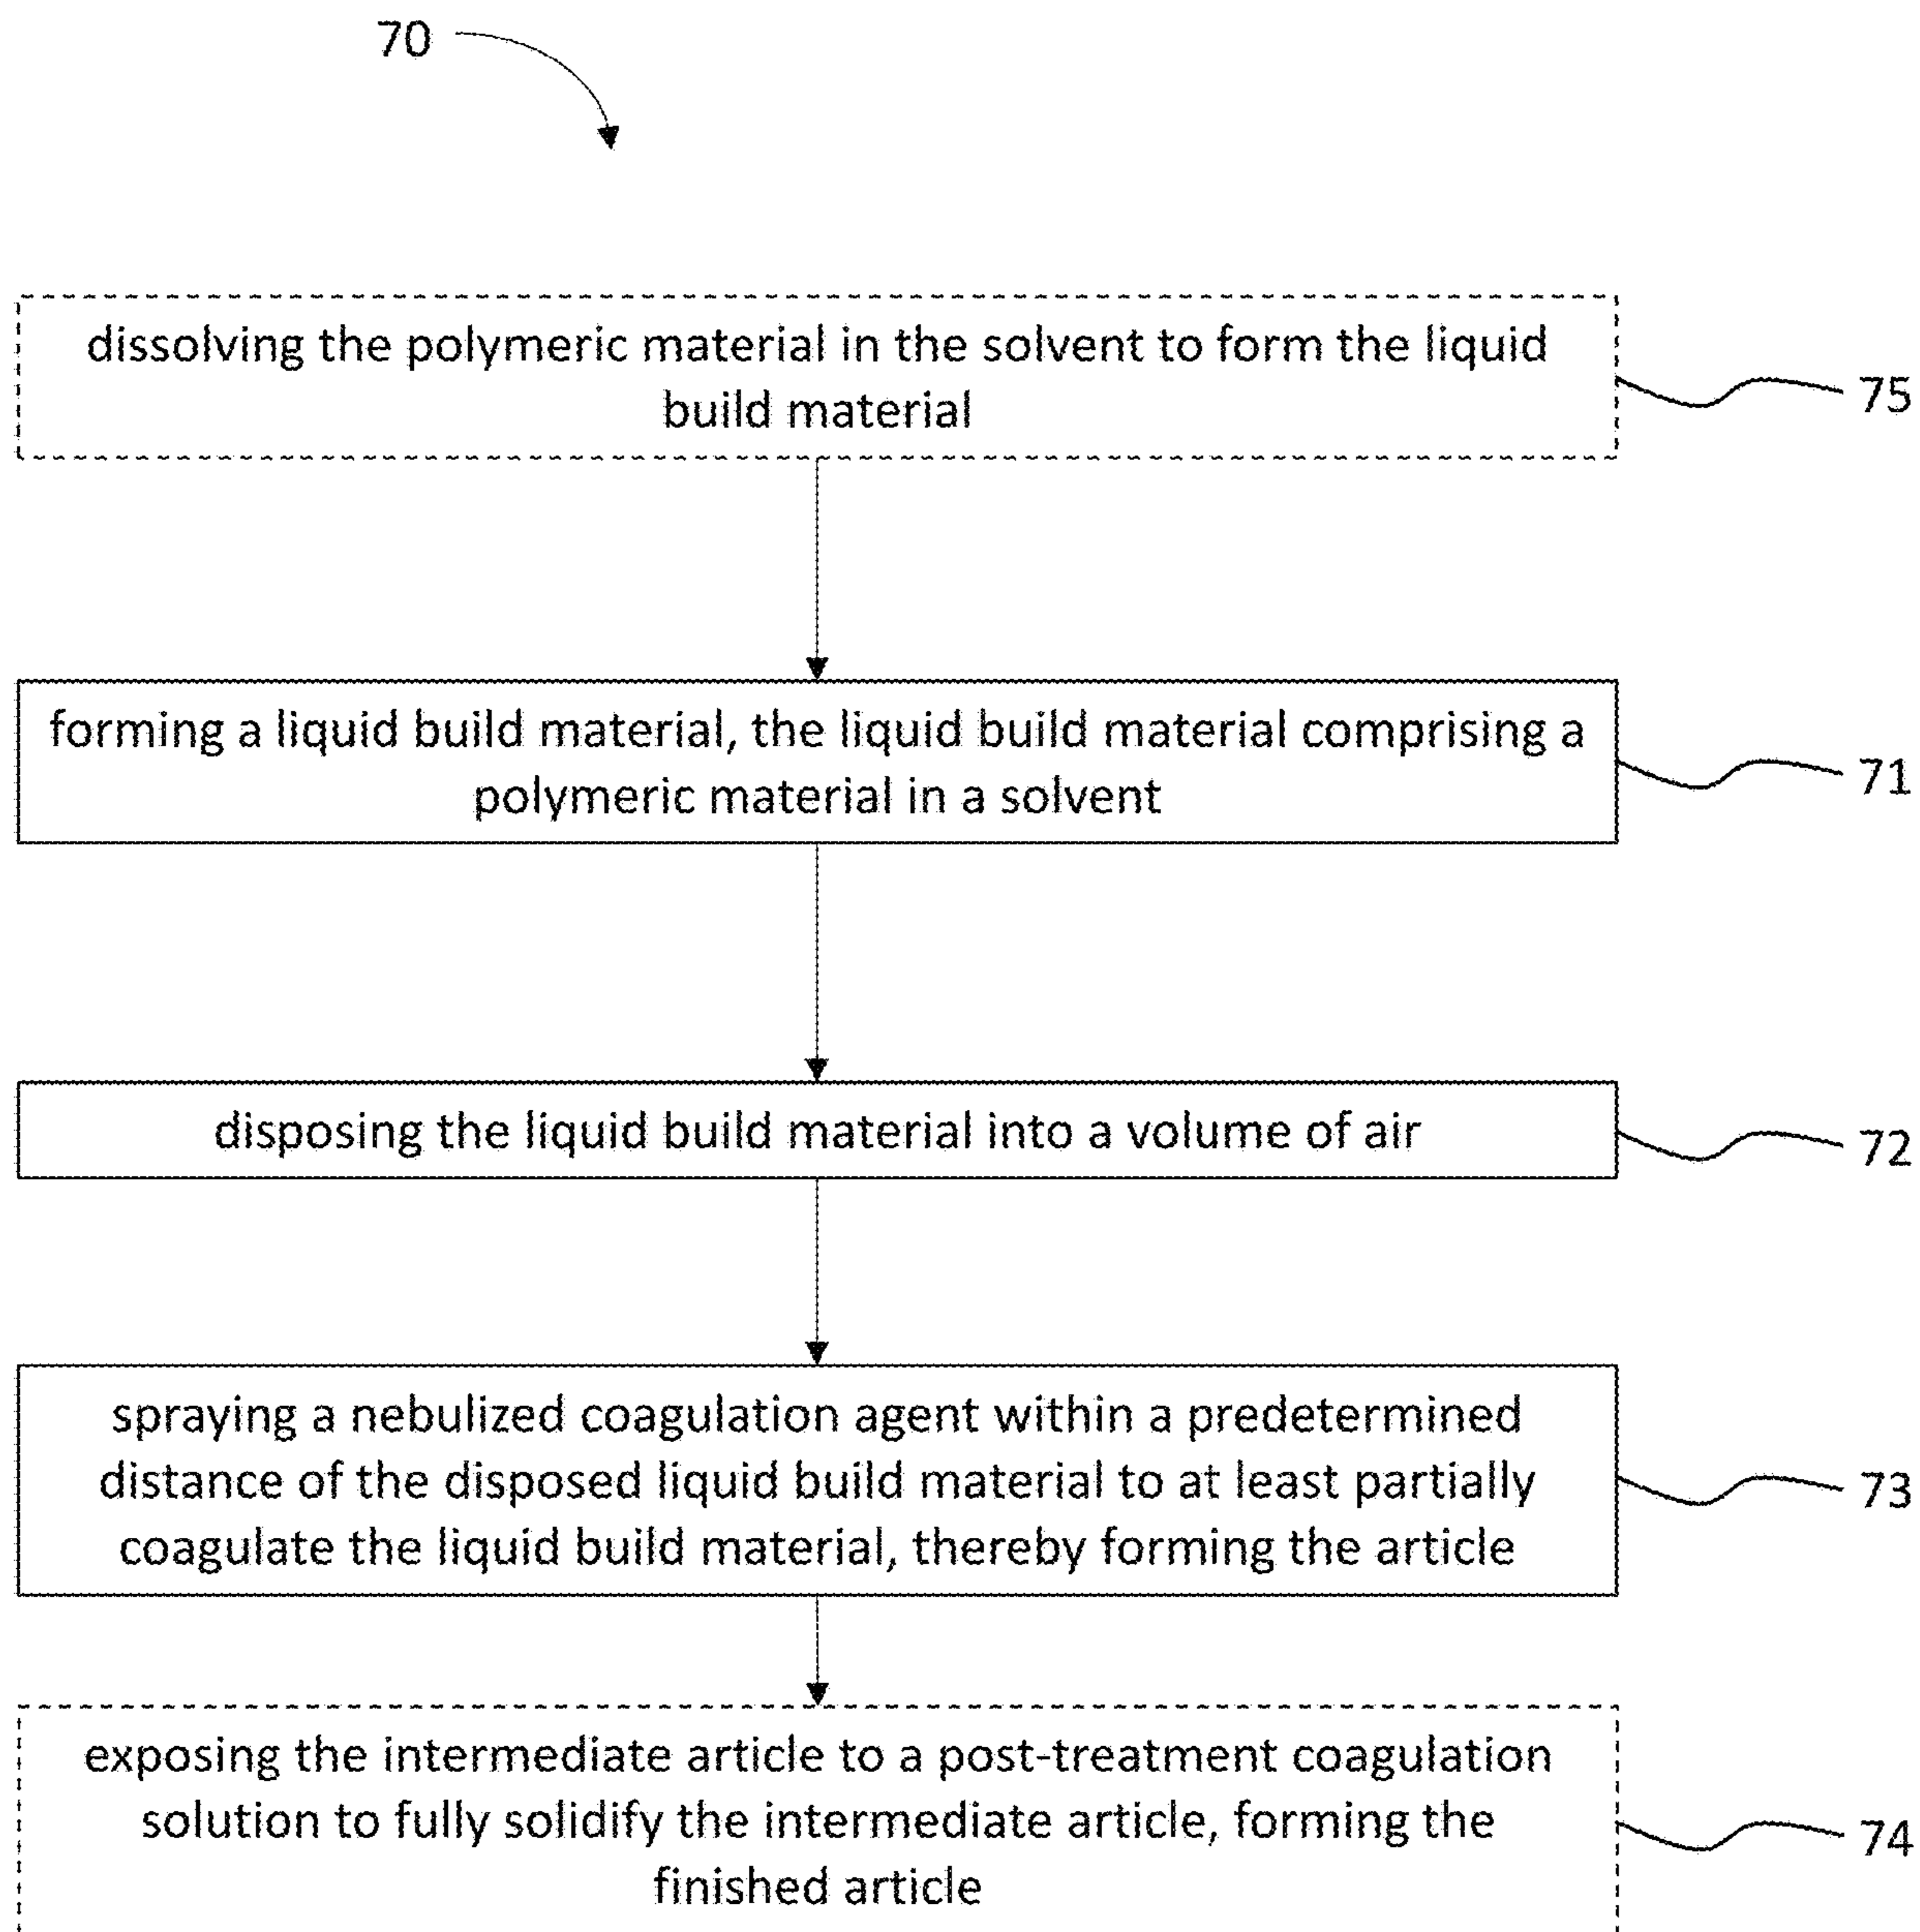 70
dissolving the polymeric material in the solvent to form the liquid
build material
75
forming a liquid build material, the liquid build material comprising a
polymeric material in a solvent
71
disposing the liquid build material into a volume of air
72
spraying a nebulized coagulation agent within a predetermined
distance of the disposed liquid build material to at least partially
coagulate the liquid build material, thereby forming the article
73
exposing the intermediate article to a post-treatment coagulation
solution to fully solidify the intermediate article, forming the
finished article
74